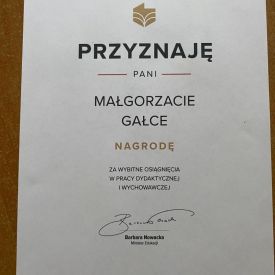 PRZYZNAJĘ
PANI
MAŁGORZACIE
GAŁCE
NAGRODĘ
ZA WYBITNE OSIĄGNIĘCIA
W PRACY DYDAKTYCZNEJ
I WYCHOWAWCZEJ
Barbara Nowacka
Minister Edukacji